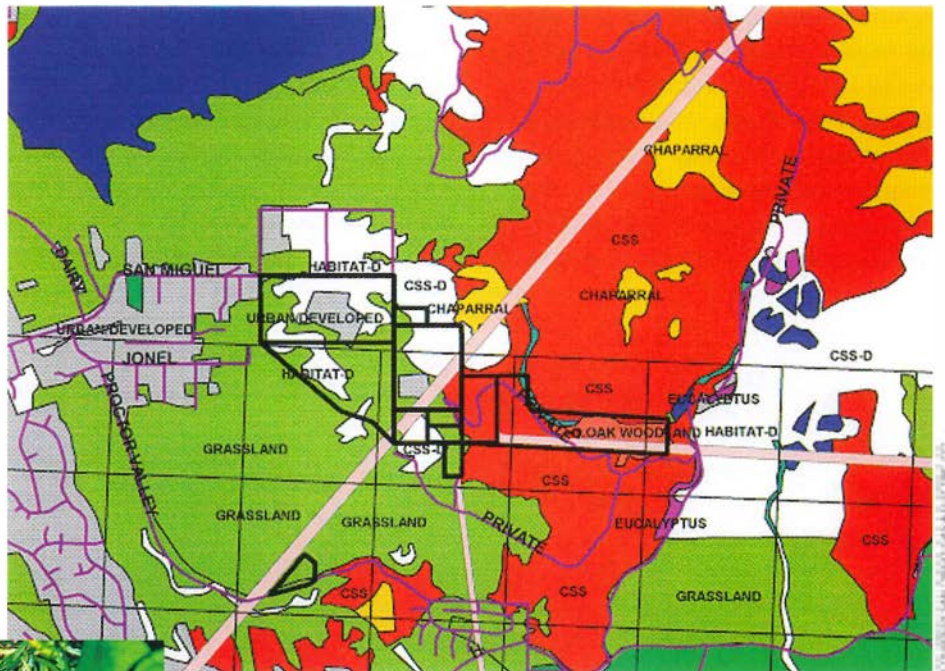 CHAPARRAL
PRIVATE
CSS
DAIRY
SAN MIGUEL
HABITAT-D
CSS-D
CHAPARRAL
CHAPARRAL
URBAN DEVELOPED
URBAN DEVELOPED
CSS-D
JONEL
HABITAT-D
CSS
EUCALYPTUS
PROCTOR VALLEY
OAK WOODLAND
HABITAT-D
GRASSLAND
CSS-D
CSS
GRASSLAND
GRASSLAND
PRIVATE
EUCALYPTUS
CSS
CSS
CSS
GRASSLAND